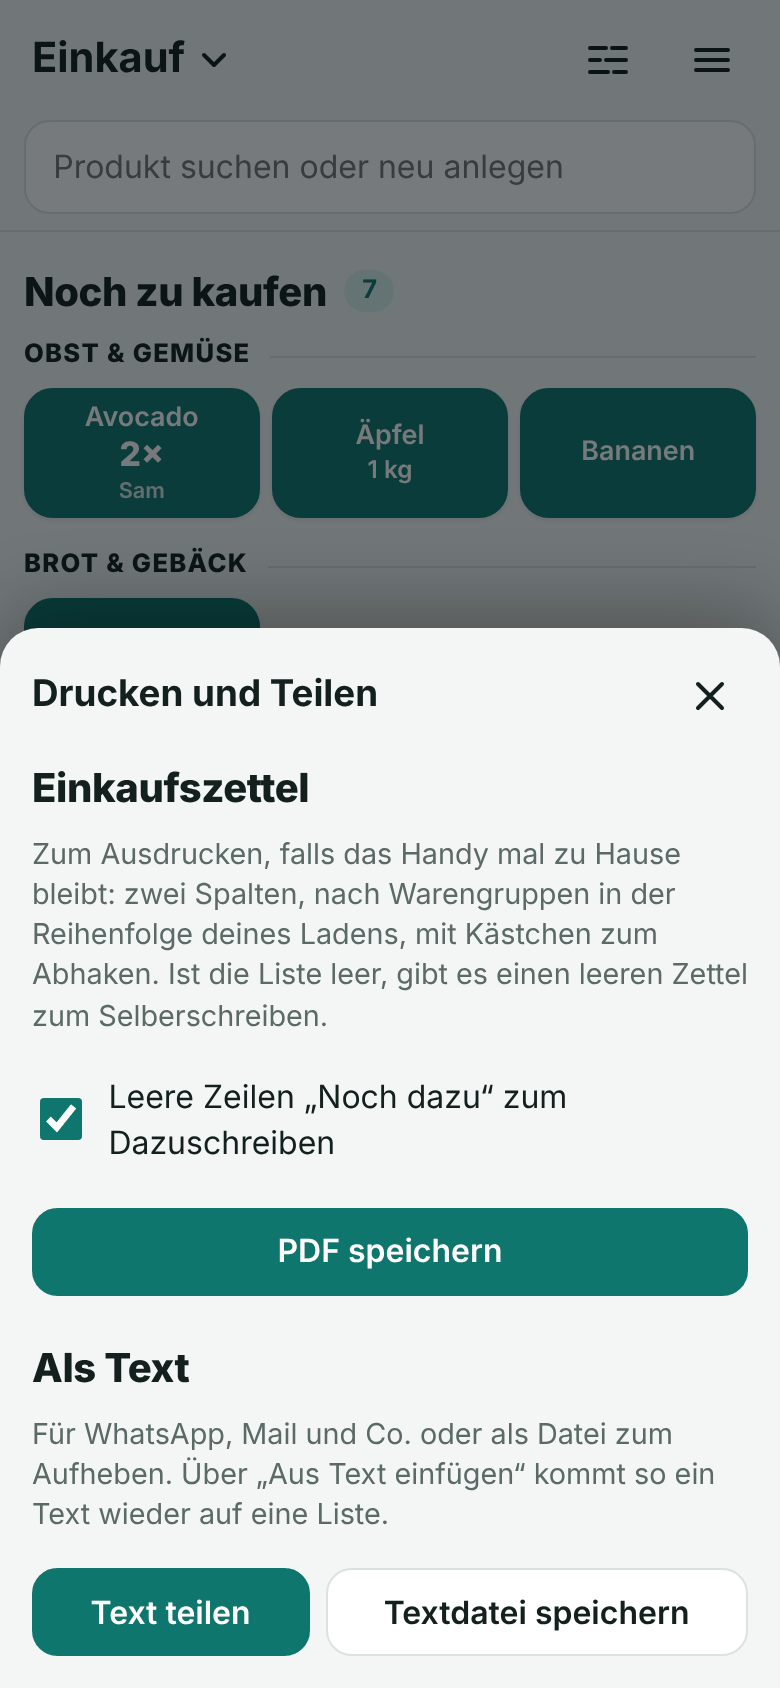 Einkauf
Produkt suchen oder neu anlegen
Noch zu kaufen 7
OBST & GEMÜSE
Avocado
2×
Sam
Äpfel
1 kg
Bananen
BROT & GEBÄCK
Drucken und Teilen
Einkaufszettel
Zum Ausdrucken, falls das Handy mal zu Hause
bleibt: zwei Spalten, nach Warengruppen in der
Reihenfolge deines Ladens, mit Kästchen zum
Abhaken. Ist die Liste leer, gibt es einen leeren Zettel
zum Selberschreiben.
Leere Zeilen „Noch dazu“ zum
Dazuschreiben
PDF speichern
Als Text
Für WhatsApp, Mail und Co. oder als Datei zum
Aufheben. Über „Aus Text einfügen“ kommt so ein
Text wieder auf eine Liste.
Text teilen
Textdatei speichern